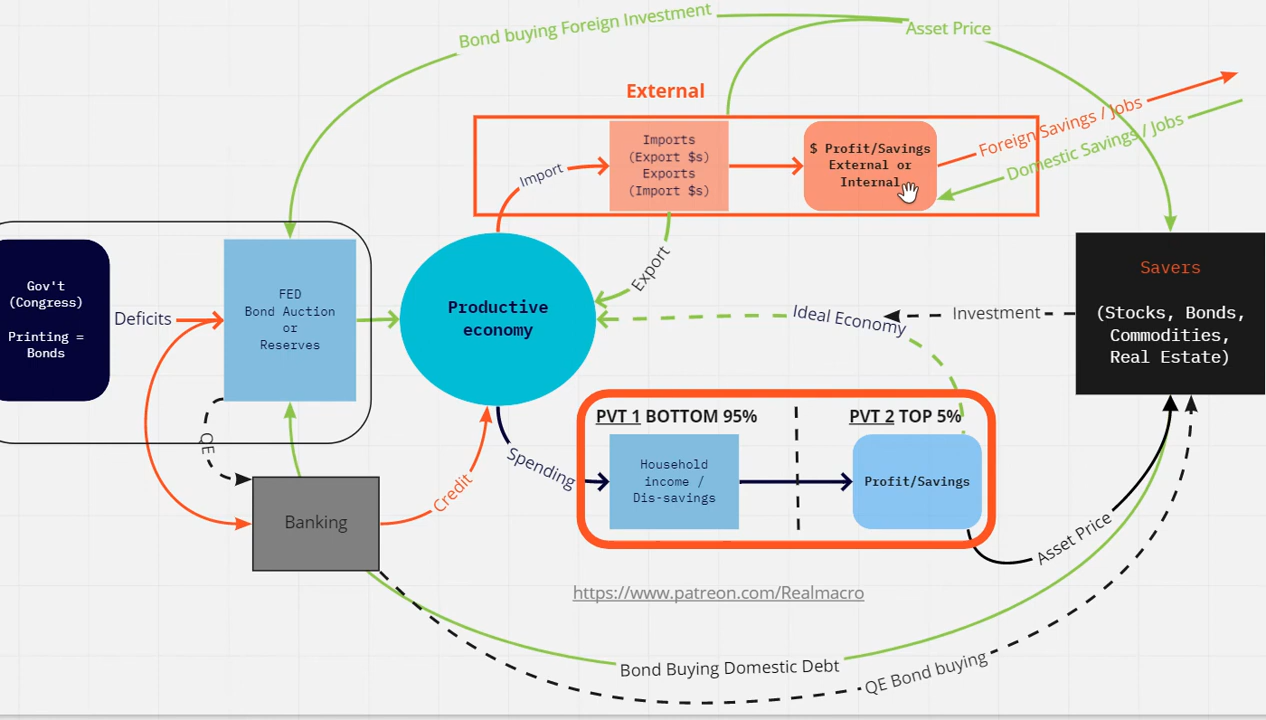 Bond buying Foreign Investment
Asset Price
External
Imports
(Export $s)
Exports
(Import $s)
$ Profit/Savings
External or
Internal
Foreign Savings / Jobs
Domestic Savings / Jobs
Import
Export
Gov't
(Congress)
Printing =
Bonds
Deficits
FED
Bond Auction
or
Reserves
Productive
economy
Ideal Economy
Investment
Savers
(Stocks, Bonds,
Commodities,
Real Estate)
QE
Banking
Credit
Spending
PVT 1 BOTTOM 95%
PVT 2 TOP 5%
Household
income /
Dis-savings
Profit/Savings
Asset Price
https://www.patreon.com/Realmacro
Bond Buying Domestic Debt
QE Bond buying